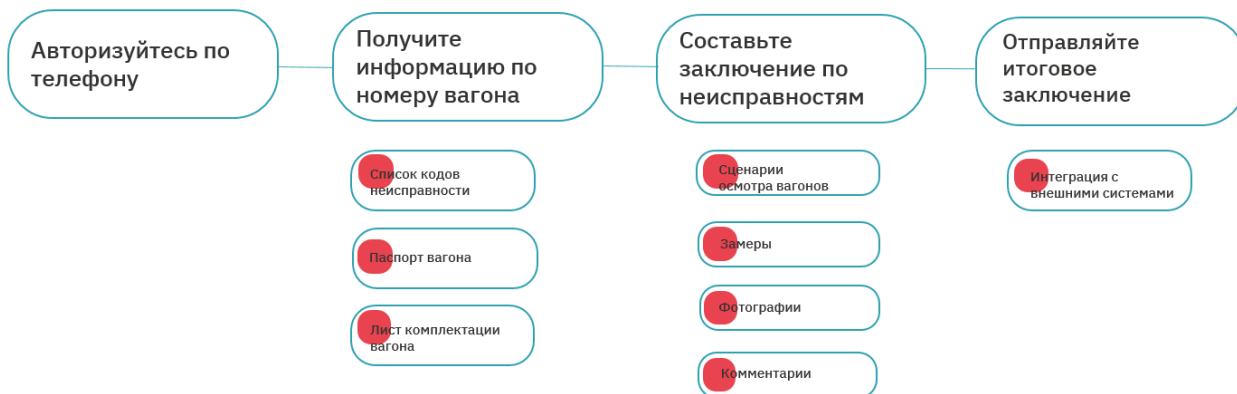 Авторизуйтесь по
телефону
Получите
информацию по
номеру вагона
Составьте
заключение по
неисправностям
Отправляйте
итоговое
заключение
Список кодов
неисправности
Паспорт вагона
Лист комплектации
вагона
Сценарии
осмотра вагонов
Замеры
Фотографии
Комментарии
Интеграция с
внешними системами